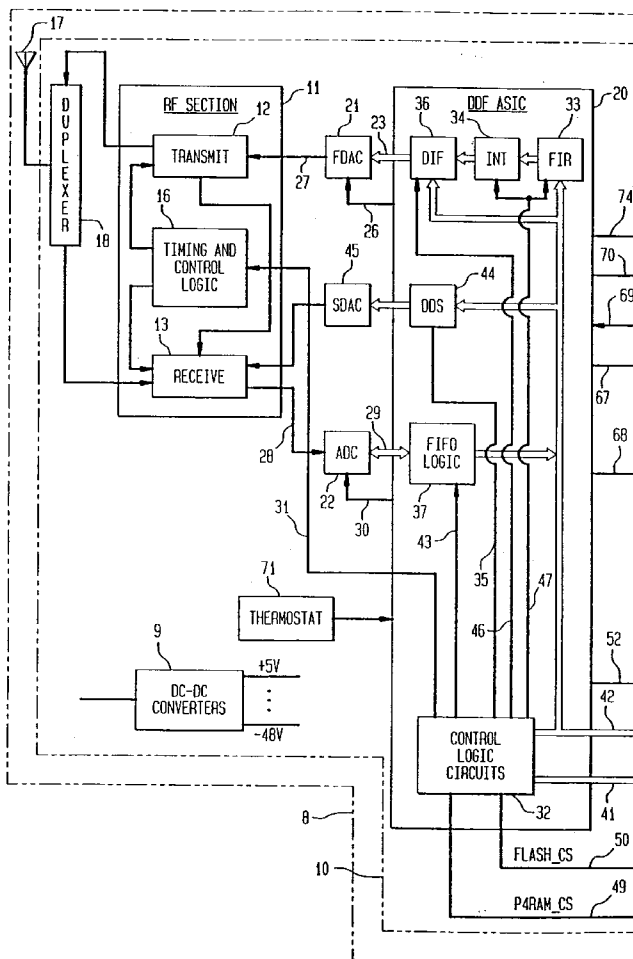 17
11
RF SECTION
12
TRANSMIT
DUPLEXER
18
16
TIMING AND
CONTROL
LOGIC
13
RECEIVE
21
FDAC
23
27
26
45
SDAC
DDF ASIC
20
36
DIF
34
INT
33
FIR
44
DDS
74
70
69
67
68
28
ADC
22
29
30
FIFO
LOGIC
37
31
43
35
46
47
71
THERMOSTAT
9
DC-DC
CONVERTERS
+5V
-48V
CONTROL
LOGIC
CIRCUITS
32
52
42
41
8
10
FLASH_CS
50
P4RAM_CS
49